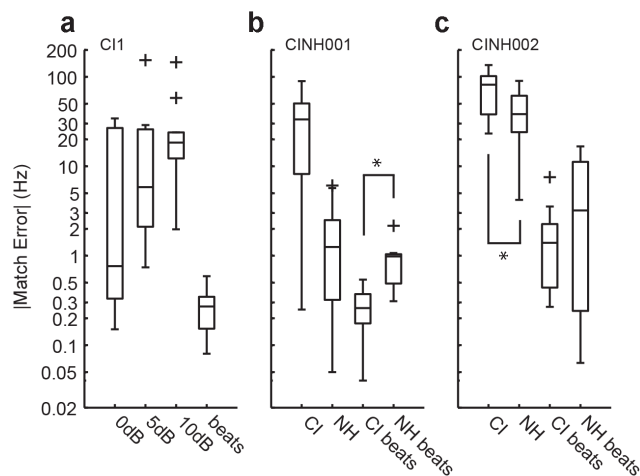 a
b
c
CI1
CINH001
CINH002
|Match Error| (Hz)
200
100
50
30
20
10
5
3
2
1
0.5
0.3
0.2
0.1
0.05
0.02
*
*
0dB
5dB
10dB
beats
CI
NH
CI beats
NH beats
CI
NH
CI beats
NH beats